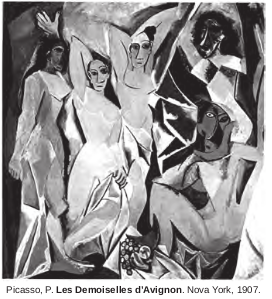 Picasso, P. Les Demoiselles d'Avignon. Nova York, 1907.